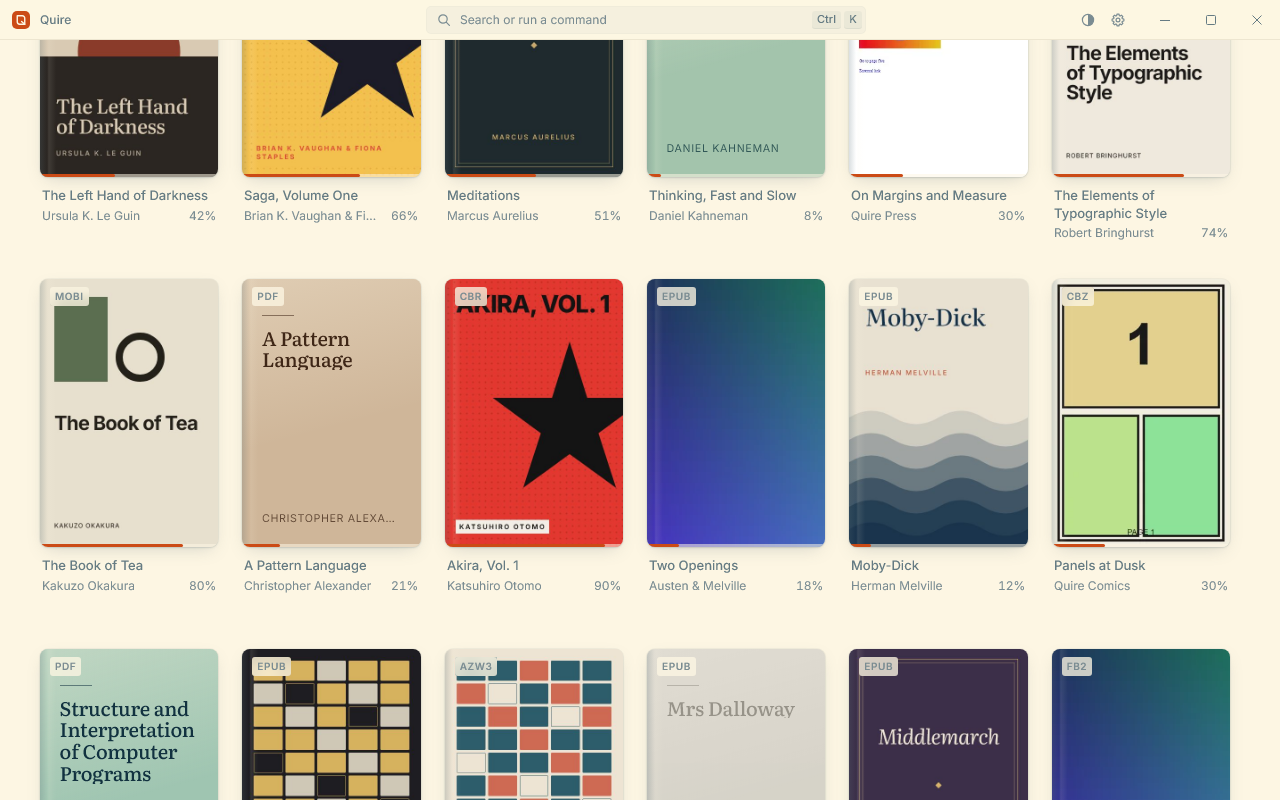 Quire
Search or run a command
Ctrl
K
The Left Hand
of Darkness
URSULA K. LE GUIN
BRIAN K. VAUGHAN & FIONA
STAPLES
MARCUS AURELIUS
DANIEL KAHNEMAN
The Elements
of Typographic
Style
ROBERT BRINGHURST
The Left Hand of Darkness
Ursula K. Le Guin
42%
Saga, Volume One
Brian K. Vaughan & Fi...
66%
Meditations
Marcus Aurelius
51%
Thinking, Fast and Slow
Daniel Kahneman
8%
On Margins and Measure
Quire Press
30%
The Elements of
Typographic Style
Robert Bringhurst
74%
MOBI
The Book of Tea
KAKUZO OKAKURA
PDF
A Pattern
Language
CHRISTOPHER ALEXA...
CBR
AKIRA, VOL. 1
KATSUHIRO OTOMO
EPUB
EPUB
Moby-Dick
HERMAN MELVILLE
CBZ
1
PAGE 1
The Book of Tea
Kakuzo Okakura
80%
A Pattern Language
Christopher Alexander
21%
Akira, Vol. 1
Katsuhiro Otomo
90%
Two Openings
Austen & Melville
18%
Moby-Dick
Herman Melville
12%
Panels at Dusk
Quire Comics
30%
PDF
Structure and
Interpretation
of Computer
Programs
EPUB
AZW3
EPUB
Mrs Dalloway
EPUB
Middlemarch
FB2